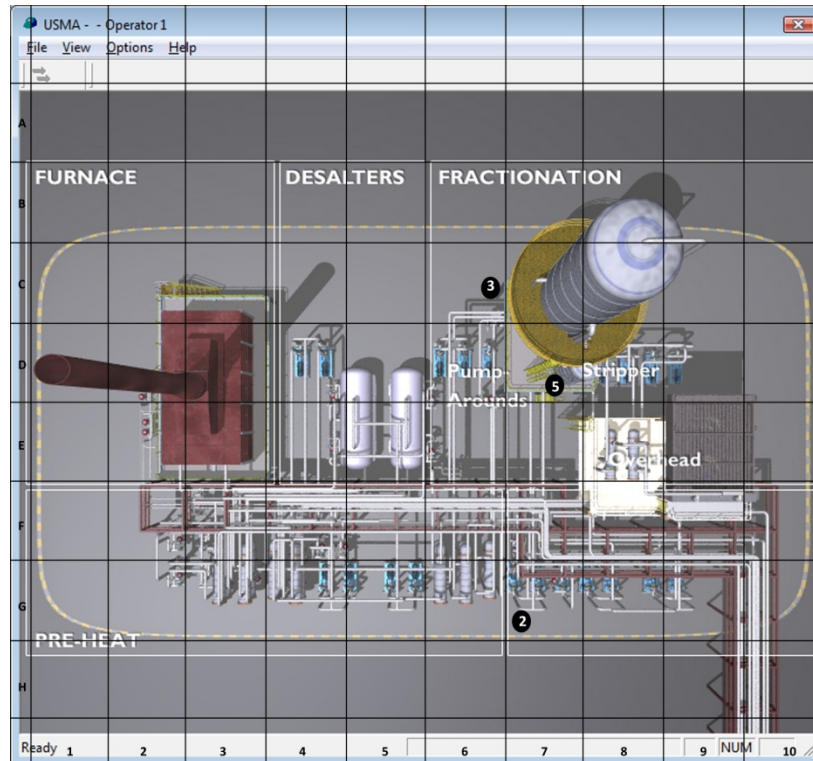 USMA - - Operator 1
File View Options Help
A
FURNACE
DESALTERS
FRACTIONATION
B
C
3
D
Pump-
Arounds
5
Stripper
E
Overhead
F
G
2
PRE-HEAT
H
Ready 1 2 3 4 5 6 7 8 9 NUM 10